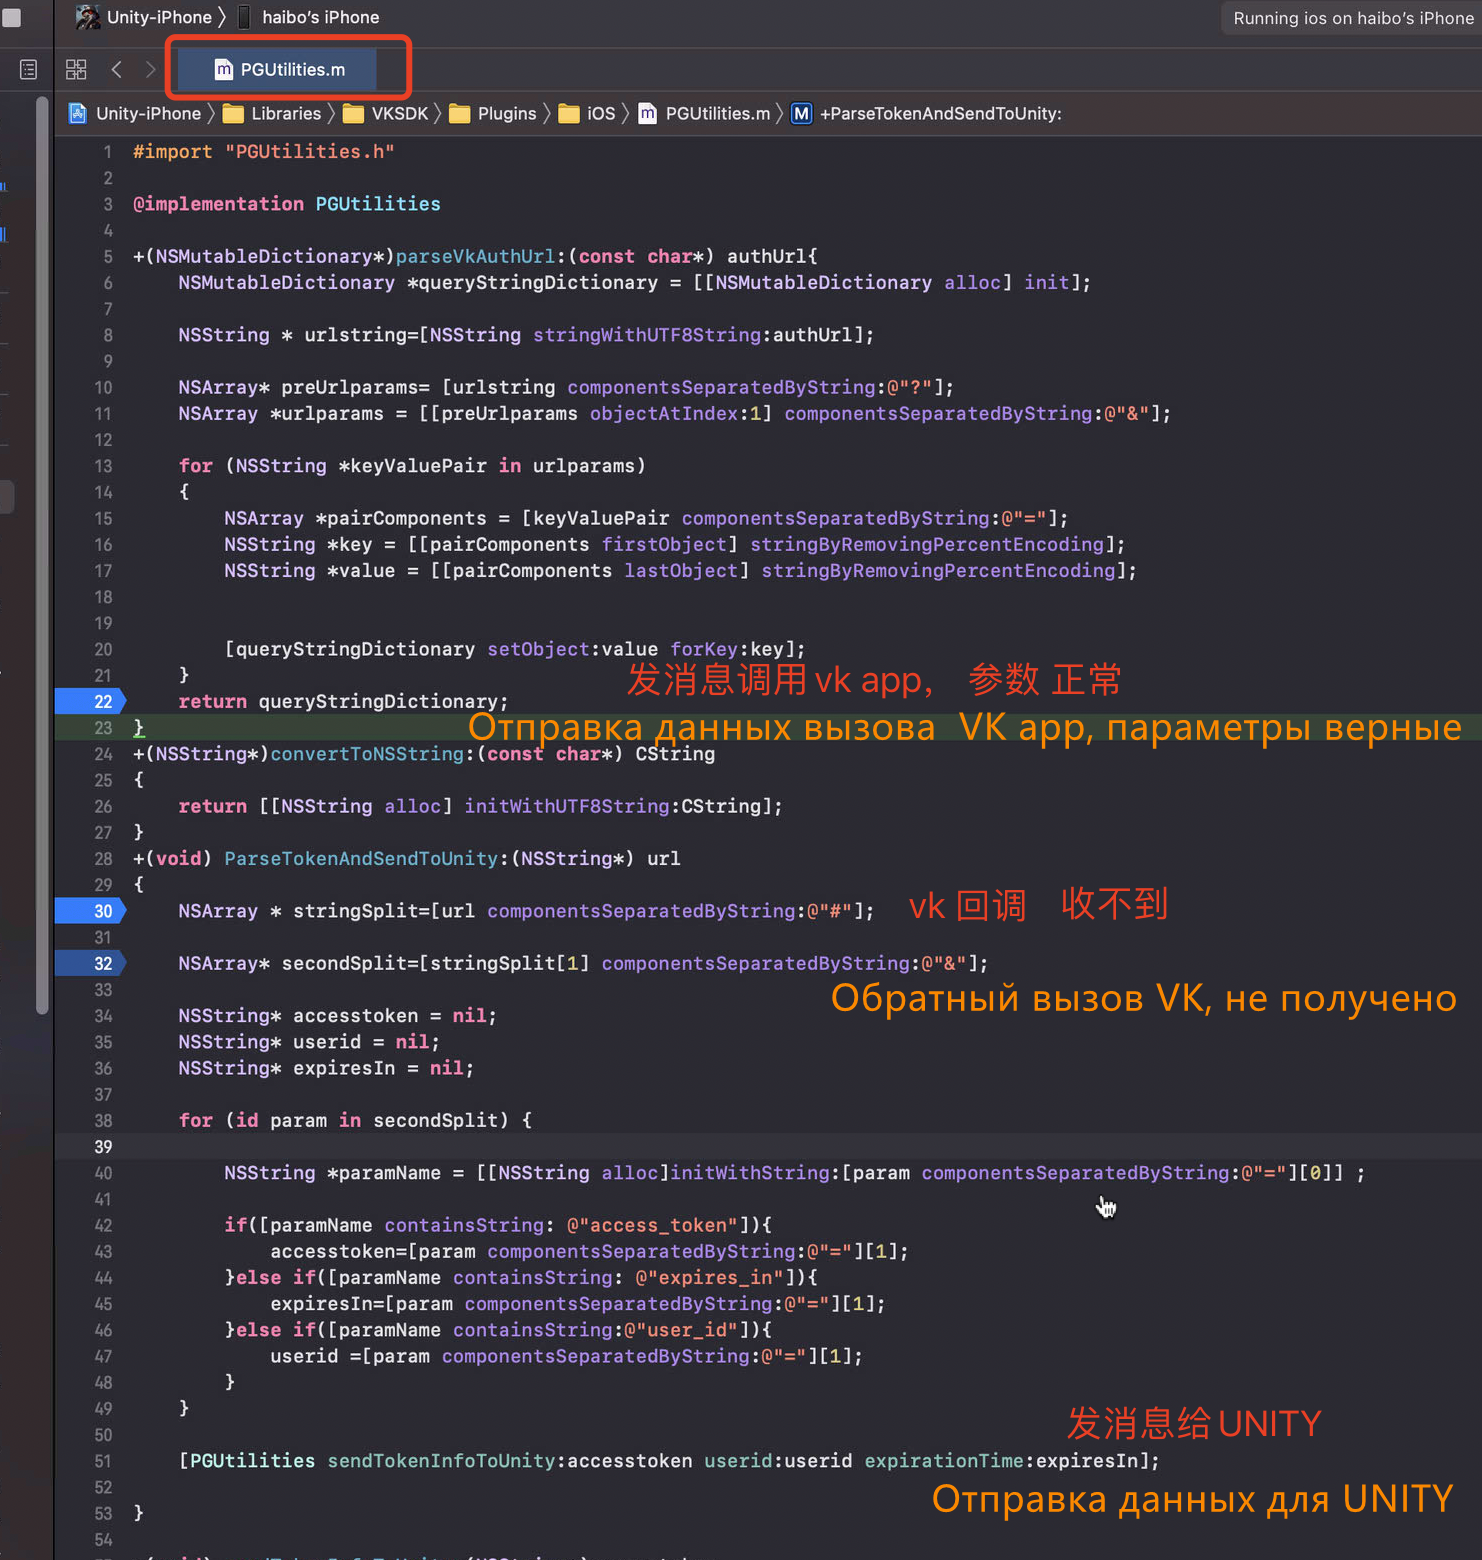 Unity-iPhone 〉 haibo’s iPhone
Running ios on haibo’s iPhone
m PGUtilities.m
Unity-iPhone 〉 Libraries 〉 VKSDK 〉 Plugins 〉 iOS 〉 m PGUtilities.m 〉 M +ParseTokenAndSendToUnity:
1 #import "PGUtilities.h"
2
3 @implementation PGUtilities
4
5 +(NSMutableDictionary*)parseVkAuthUrl:(const char*) authUrl{
6 NSMutableDictionary *queryStringDictionary = [[NSMutableDictionary alloc] init];
7
8 NSString * urlstring=[NSString stringWithUTF8String:authUrl];
9
10 NSArray* preUrlparams= [urlstring componentsSeparatedByString:@"?"];
11 NSArray *urlparams = [[preUrlparams objectAtIndex:1] componentsSeparatedByString:@"&"];
12
13 for (NSString *keyValuePair in urlparams)
14 {
15 NSArray *pairComponents = [keyValuePair componentsSeparatedByString:@"="];
16 NSString *key = [[pairComponents firstObject] stringByRemovingPercentEncoding];
17 NSString *value = [[pairComponents lastObject] stringByRemovingPercentEncoding];
18
19
20 [queryStringDictionary setObject:value forKey:key];
21 }
发消息调用 vk app， 参数 正常
22 return queryStringDictionary;
23 }
Отправка данных вызова VK app, параметры верные
24 +(NSString*)convertToNSString:(const char*) CString
25 {
26 return [[NSString alloc] initWithUTF8String:CString];
27 }
28 +(void) ParseTokenAndSendToUnity:(NSString*) url
29 {
30 NSArray * stringSplit=[url componentsSeparatedByString:@"#"];
vk 回调 收不到
31
32 NSArray* secondSplit=[stringSplit[1] componentsSeparatedByString:@"&"];
33
Обратный вызов VK, не получено
34 NSString* accesstoken = nil;
35 NSString* userid = nil;
36 NSString* expiresIn = nil;
37
38 for (id param in secondSplit) {
39
40 NSString *paramName = [[NSString alloc]initWithString:[param componentsSeparatedByString:@"="][0]] ;
41
42 if([paramName containsString: @"access_token"]){
43 accesstoken=[param componentsSeparatedByString:@"="][1];
44 }else if([paramName containsString: @"expires_in"]){
45 expiresIn=[param componentsSeparatedByString:@"="][1];
46 }else if([paramName containsString:@"user_id"]){
47 userid =[param componentsSeparatedByString:@"="][1];
48 }
49 }
发消息给 UNITY
50
51 [PGUtilities sendTokenInfoToUnity:accesstoken userid:userid expirationTime:expiresIn];
52
Отправка данных для UNITY
53 }
54